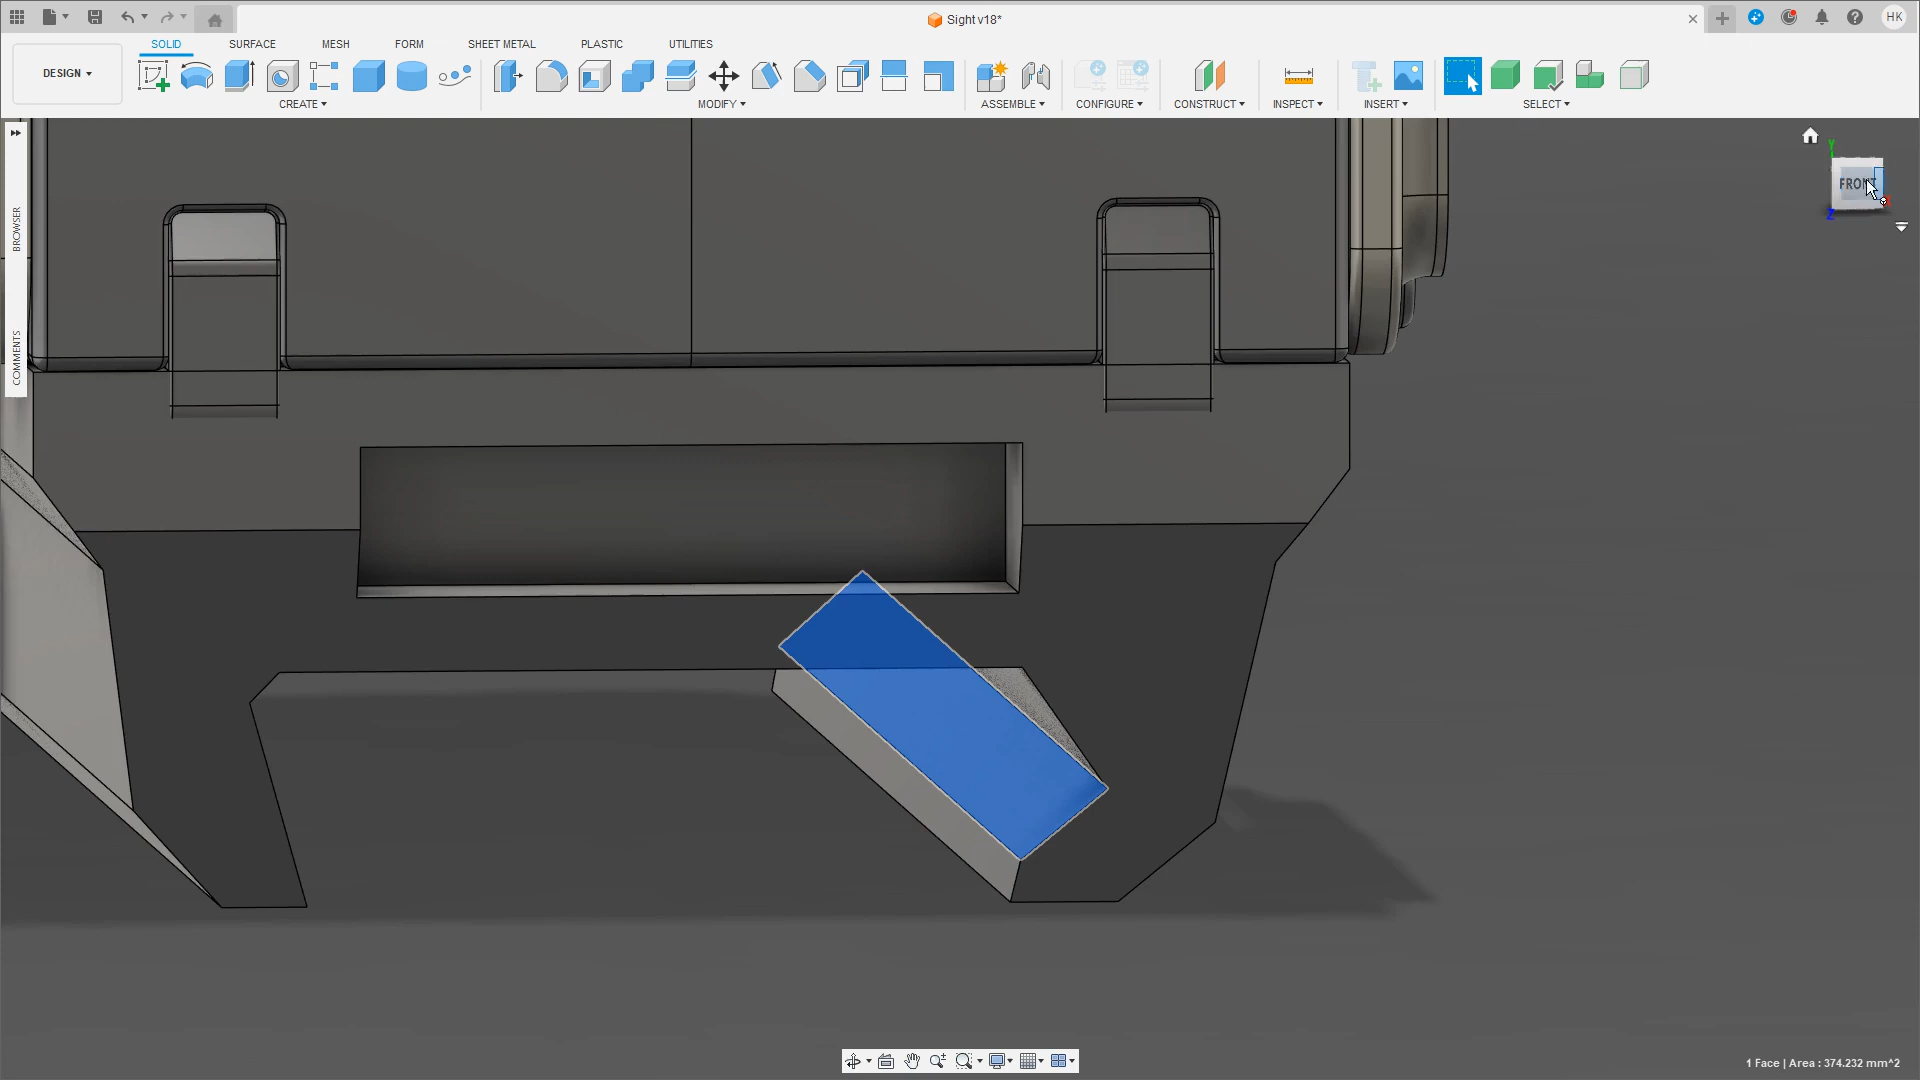 Sight v18*
HK
SOLID
SURFACE
MESH
FORM
SHEET METAL
PLASTIC
UTILITIES
DESIGN
CREATE
MODIFY
ASSEMBLE
CONFIGURE
CONSTRUCT
INSPECT
INSERT
SELECT
BROWSER
COMMENTS
Y
FRONT
Z
1 Face | Area : 374.232 mm^2